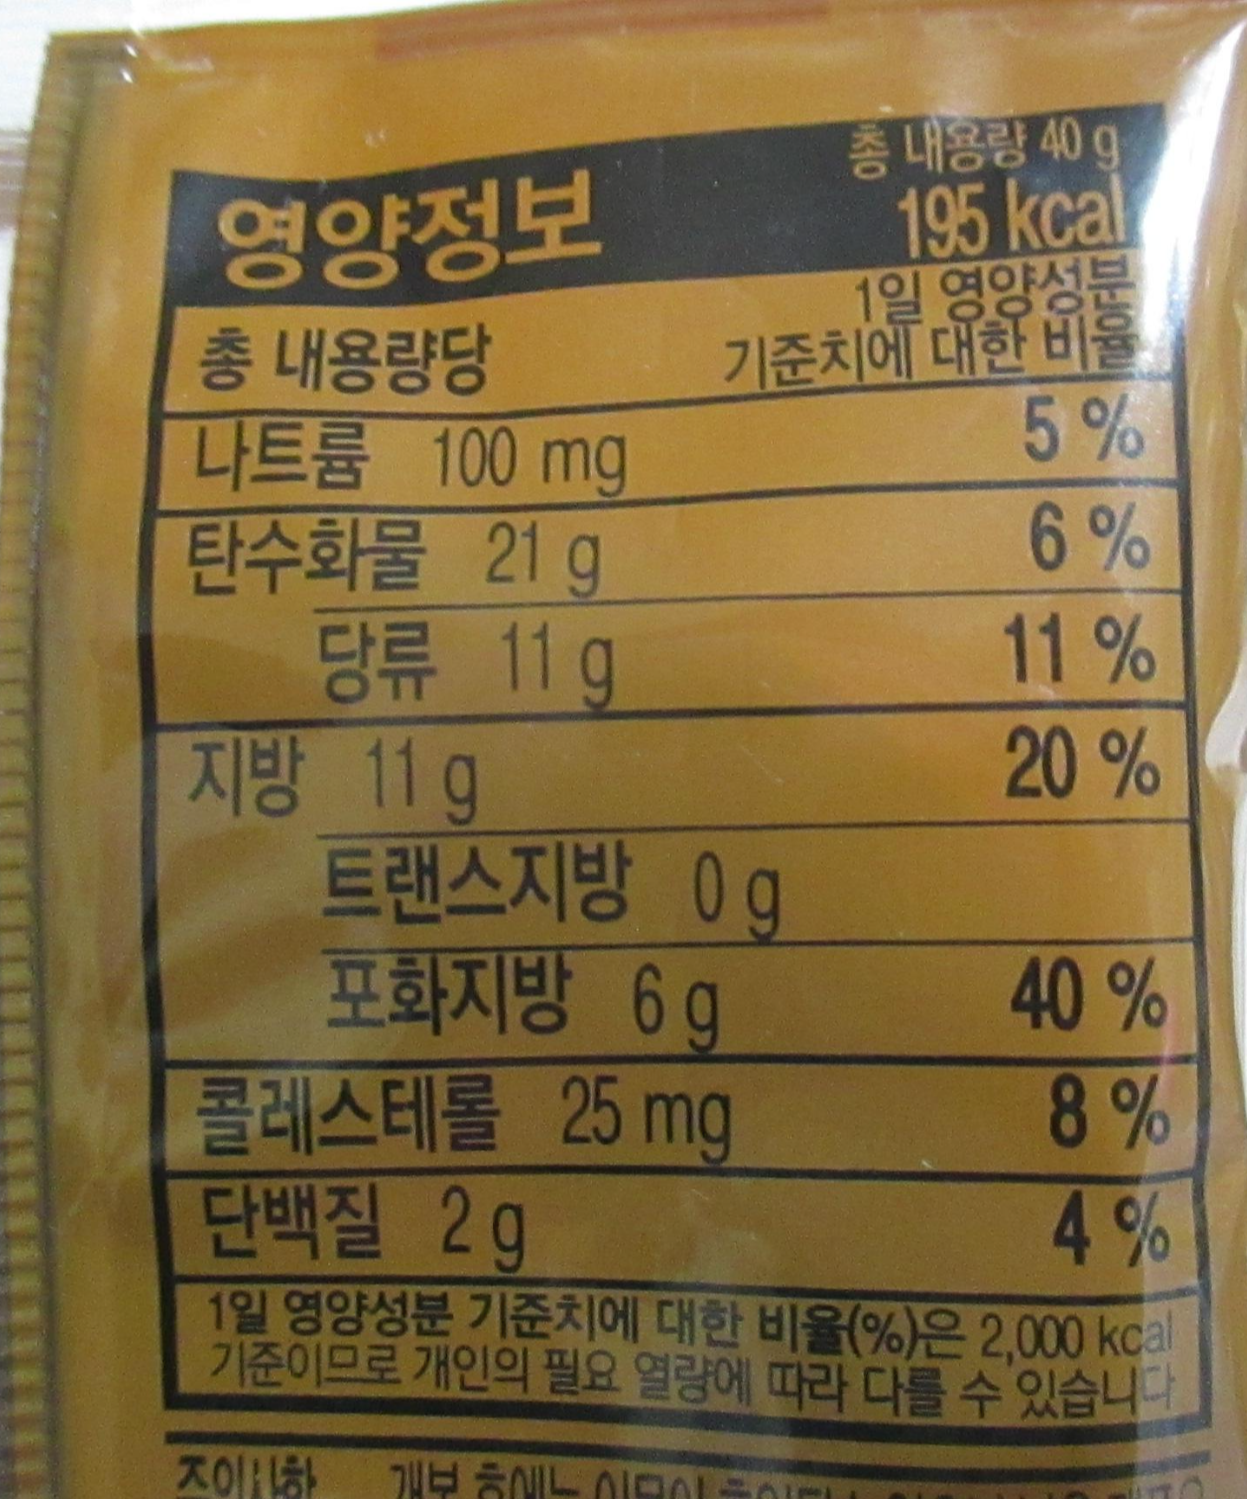 총 내용량 40 g
영양정보 195 kcal
1일 영양성분
총 내용량당 기준치에 대한 비율
나트륨 100 mg 5 %
탄수화물 21 g 6 %
당류 11 g 11 %
지방 11 g 20 %
트랜스지방 0 g
포화지방 6 g 40 %
콜레스테롤 25 mg 8 %
단백질 2 g 4 %
1일 영양성분 기준치에 대한 비율(%)은 2,000 kcal
기준이므로 개인의 필요 열량에 따라 다를 수 있습니다